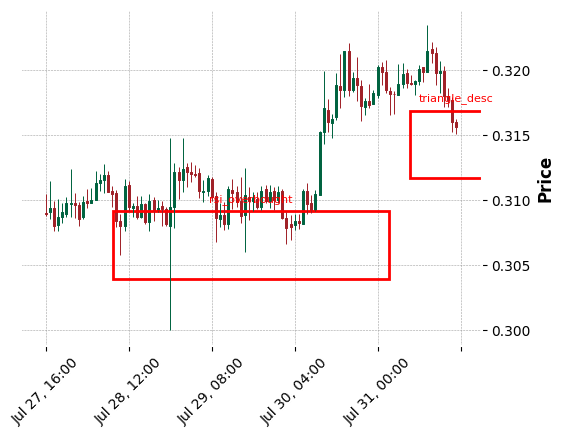 0.320
triangle_desc
0.315
Price
0.310
0.305
0.300
Jul 27, 16:00
Jul 28, 12:00
Jul 29, 08:00
Jul 30, 04:00
Jul 31, 00:00